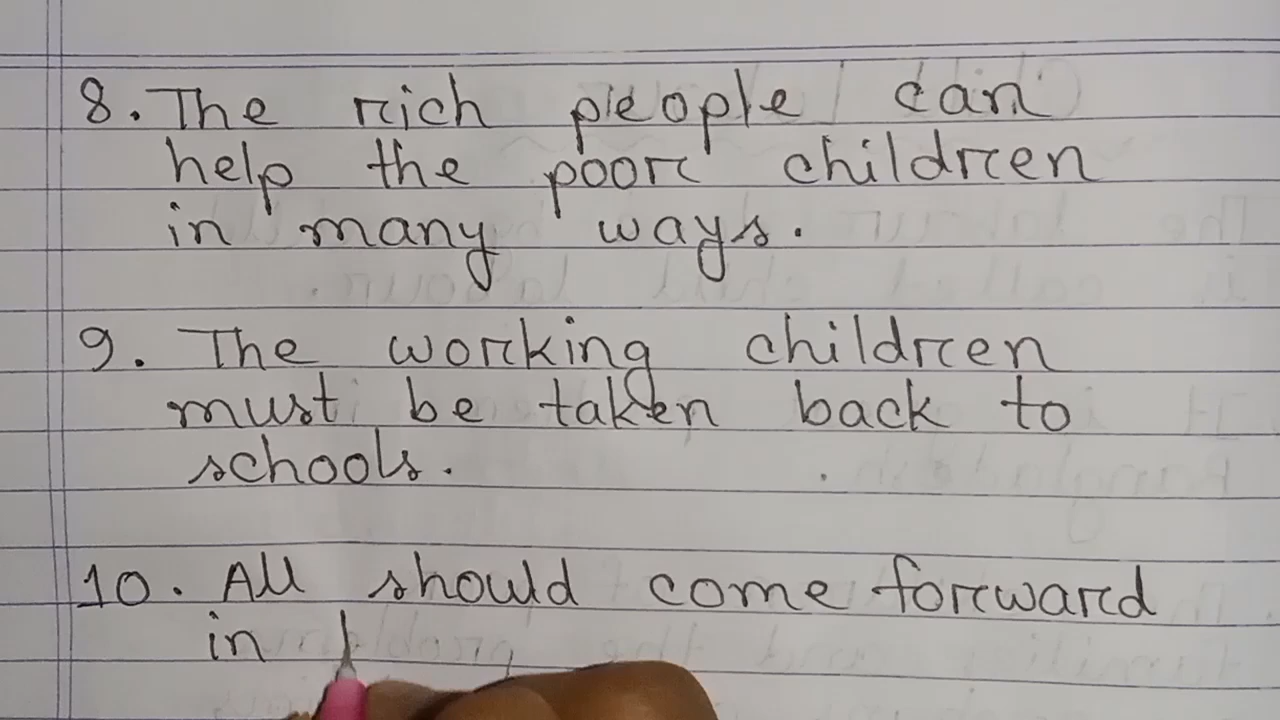 8. The rich people can
help the poor children
in many ways.
9. The working children
must be taken back to
schools.
10. All should come forward
in